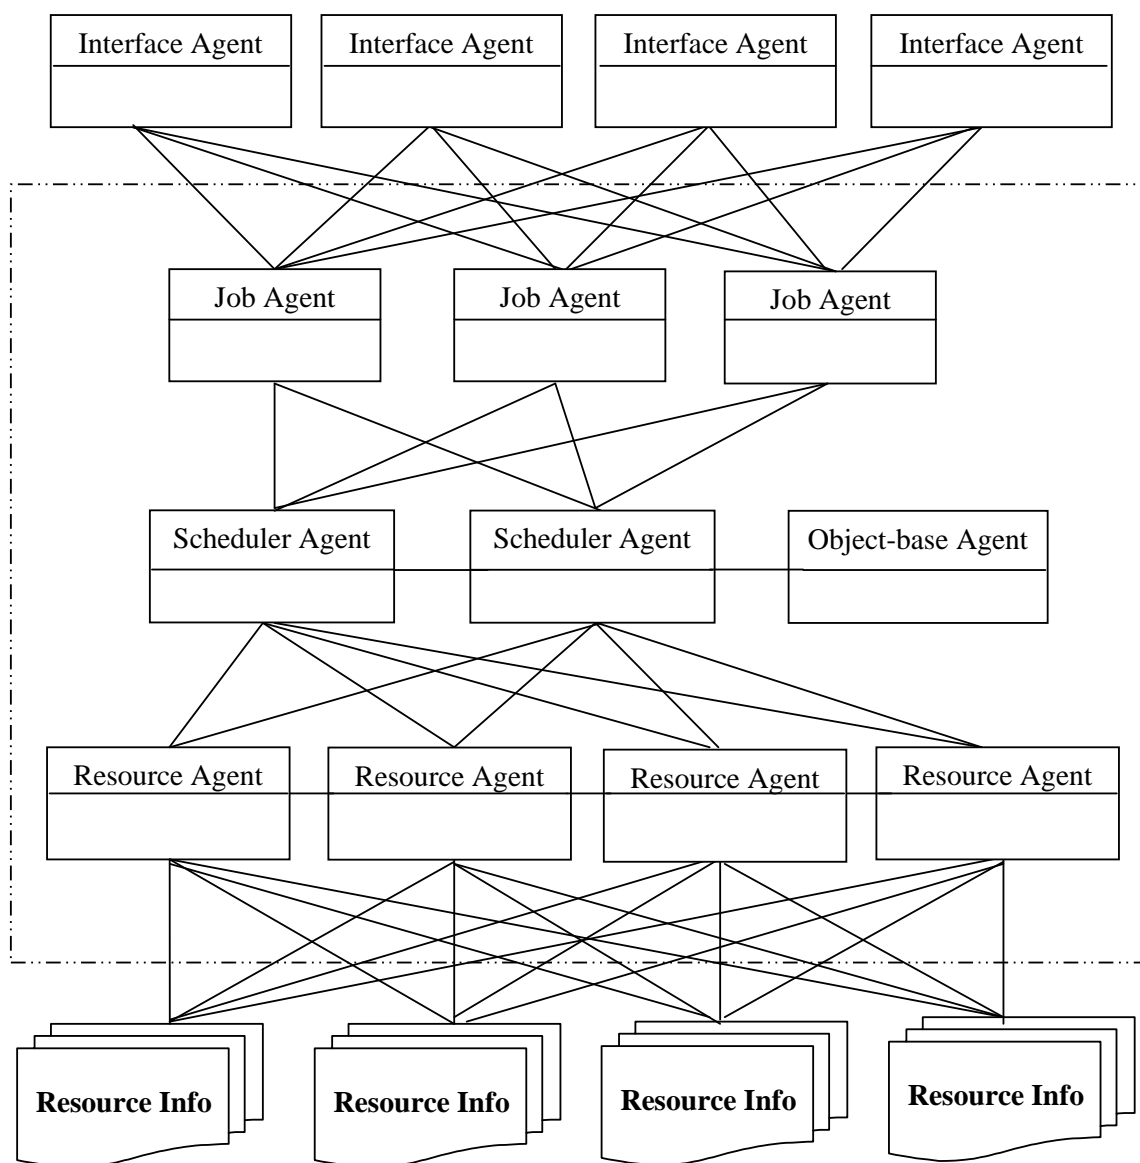 Interface Agent Interface Agent Interface Agent Interface Agent
Job Agent Job Agent Job Agent
Scheduler Agent Scheduler Agent Object-base Agent
Resource Agent Resource Agent Resource Agent Resource Agent
Resource Info Resource Info Resource Info Resource Info